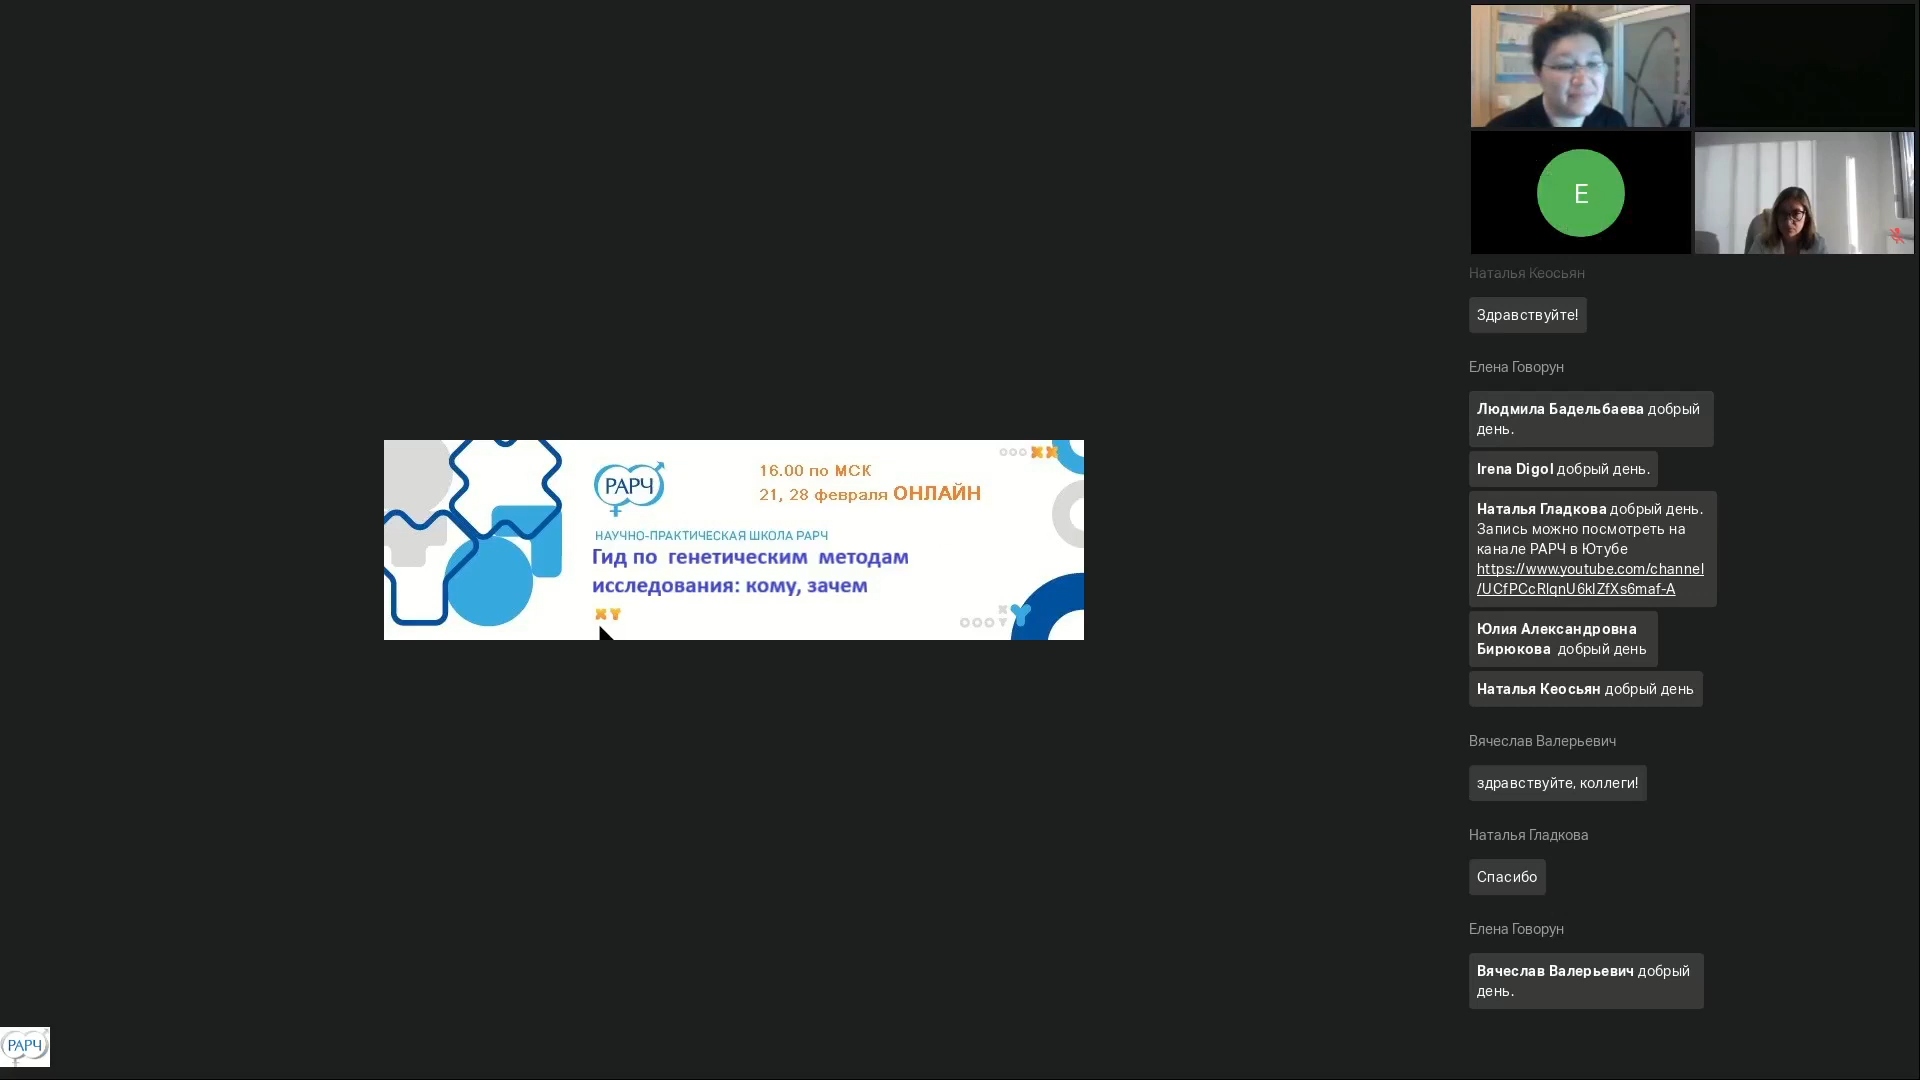 РАРЧ
16.00 по МСК
21, 28 февраля ОНЛАЙН
НАУЧНО-ПРАКТИЧЕСКАЯ ШКОЛА РАРЧ
Гид по генетическим методам
исследования: кому, зачем
E
Наталья Кеосьян
Здравствуйте!
Елена Говорун
Людмила Бадельбаева добрый
день.
Irena Digol добрый день.
Наталья Гладкова добрый день.
Запись можно посмотреть на
канале РАРЧ в Ютубе
https://www.youtube.com/channel
/UCfPCcRlqnU6kIZfXs6maf-A
Юлия Александровна
Бирюкова добрый день
Наталья Кеосьян добрый день
Вячеслав Валерьевич
здравствуйте, коллеги!
Наталья Гладкова
Спасибо
Елена Говорун
Вячеслав Валерьевич добрый
день.
РАРЧ